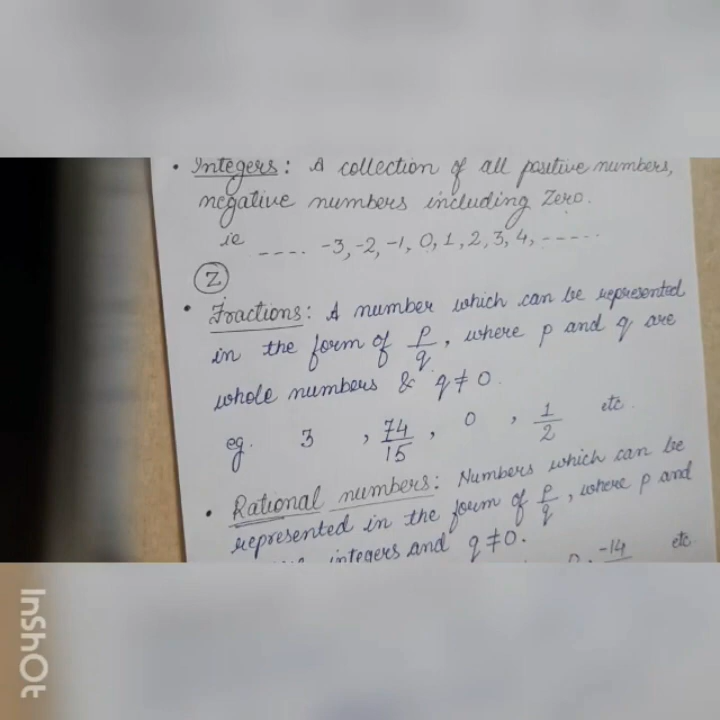 • Integers: A collection of all positive numbers,
negative numbers including Zero.
ie ---- -3, -2, -1, 0, 1, 2, 3, 4, -----
Z
• Fractions: A number which can be represented
in the form of p/q, where p and q are
whole numbers & q ≠ 0.
eg. 3 , 74/15 , 0 , 1/2 etc.
• Rational numbers: Numbers which can be
represented in the form of p/q, where p and
integers and q ≠ 0.
-14 etc
InShOt